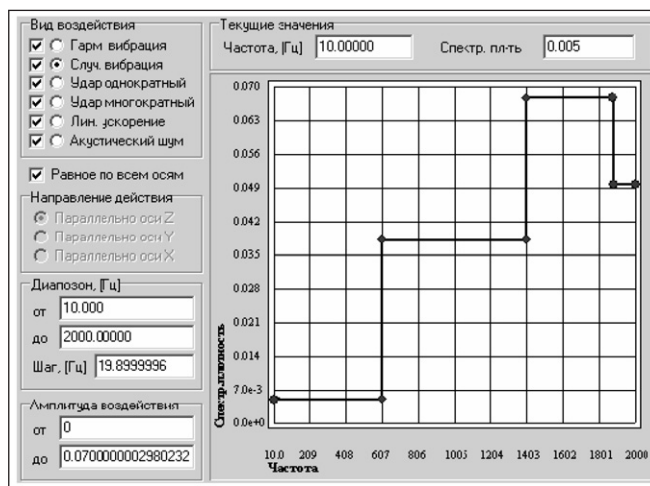 Вид воздействия
Гарм вибрация
Случ. вибрация
Удар однократный
Удар многократный
Лин. ускорение
Акустический шум
Равное по всем осям
Направление действия
Параллельно оси Z
Параллельно оси Y
Параллельно оси X
Диапозон, [Гц]
от 10.000
до 2000.00000
Шаг, [Гц] 19.8999996
Амплитуда воздействия
от 0
до 0.0700000002980232
Текущие значения
Частота, [Гц] 10.00000 Спектр. пл-ть 0.005
Спектр.плотность
0.070
0.063
0.056
0.049
0.042
0.035
0.028
0.021
0.014
7.0e-3
0.0e+0
10.0 209 408 607 806 1005 1204 1403 1602 1801 2000
Частота